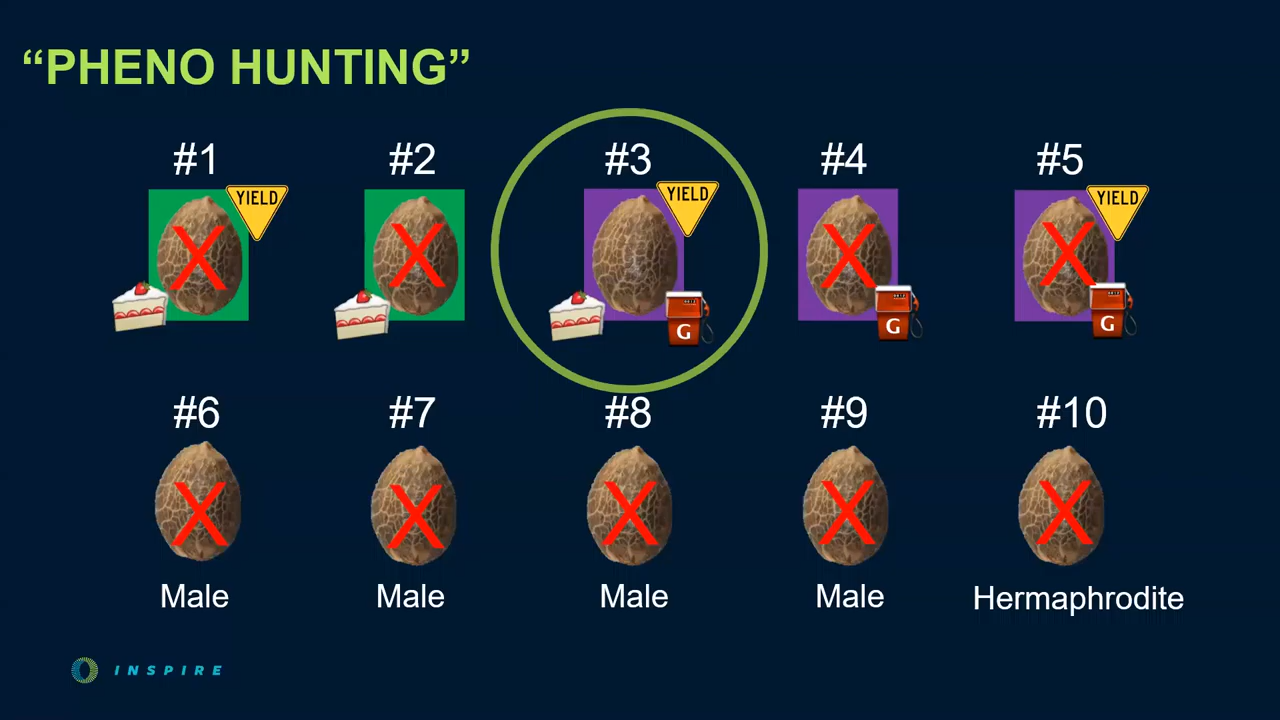 “PHENO HUNTING”
#1 #2 #3 #4 #5
YIELD YIELD YIELD
G G G
#6 #7 #8 #9 #10
X X X X
X X X X X
Male Male Male Male Hermaphrodite
INSPIRE